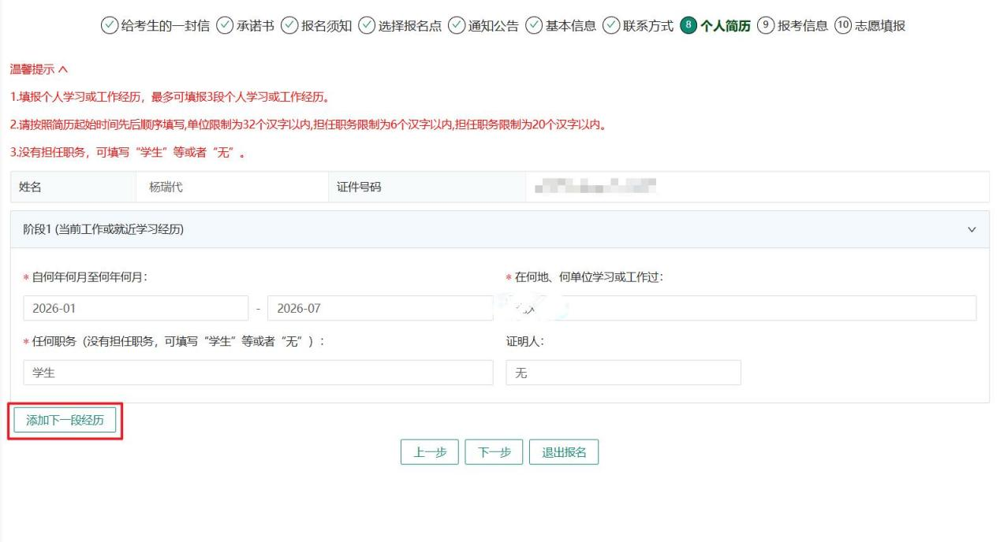 给考生的一封信 承诺书 报名须知 选择报名点 通知公告 基本信息 联系方式 8 个人简历 9 报考信息 10 志愿填报
温馨提示
1.填报个人学习或工作经历，最多可填报3段个人学习或工作经历。
2.请按照简历起始时间先后顺序填写,单位限制为32个汉字以内,担任职务限制为6个汉字以内,担任职务限制为20个汉字以内。
3.没有担任职务，可填写“学生”等或者“无”。
姓名 杨瑞代 证件号码
阶段1 (当前工作或就近学习经历)
* 自何年何月至何年何月： * 在何地、何单位学习或工作过：
2026-01 - 2026-07
* 任何职务（没有担任职务，可填写“学生”等或者“无”）： 证明人：
学生 无
添加下一段经历
上一步 下一步 退出报名